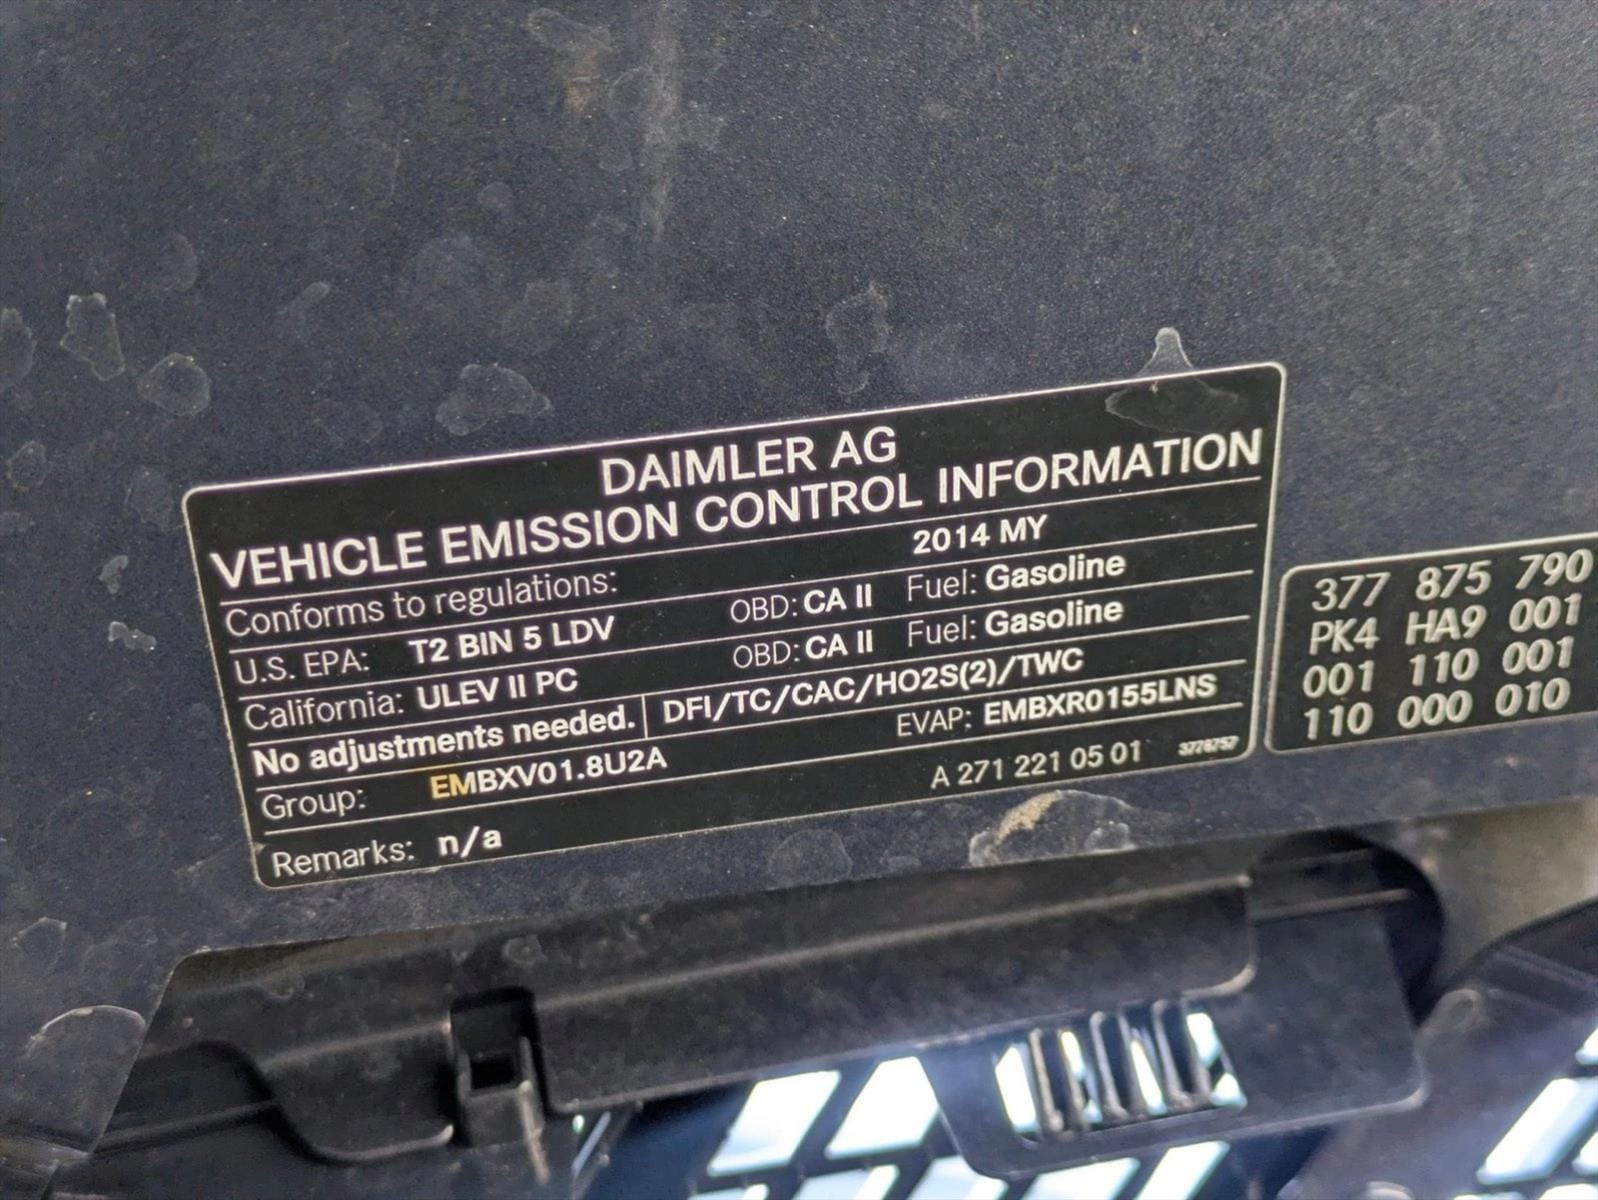 DAIMLER AG
VEHICLE EMISSION CONTROL INFORMATION
Conforms to regulations: 2014 MY
U.S. EPA: T2 BIN 5 LDV OBD: CA II Fuel: Gasoline
California: ULEV II PC OBD: CA II Fuel: Gasoline
No adjustments needed. DFI/TC/CAC/HO2S(2)/TWC
Group: EMBXV01.8U2A EVAP: EMBXR0155LNS
Remarks: n/a A 271 221 05 01
377 875 790
PK4 HA9 001
001 110 001
110 000 010